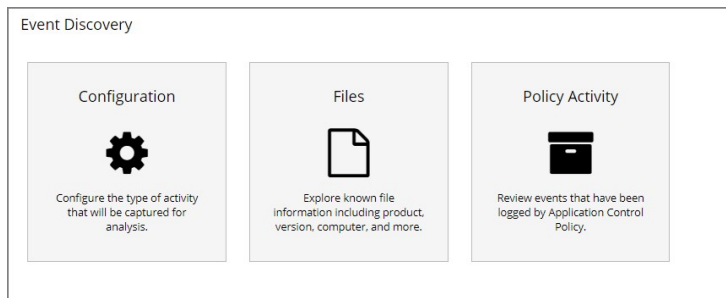 Event Discovery
Configuration
Configure the type of activity
that will be captured for
analysis.
Files
Explore known file
information including product,
version, computer, and more.
Policy Activity
Review events that have been
logged by Application Control
Policy.